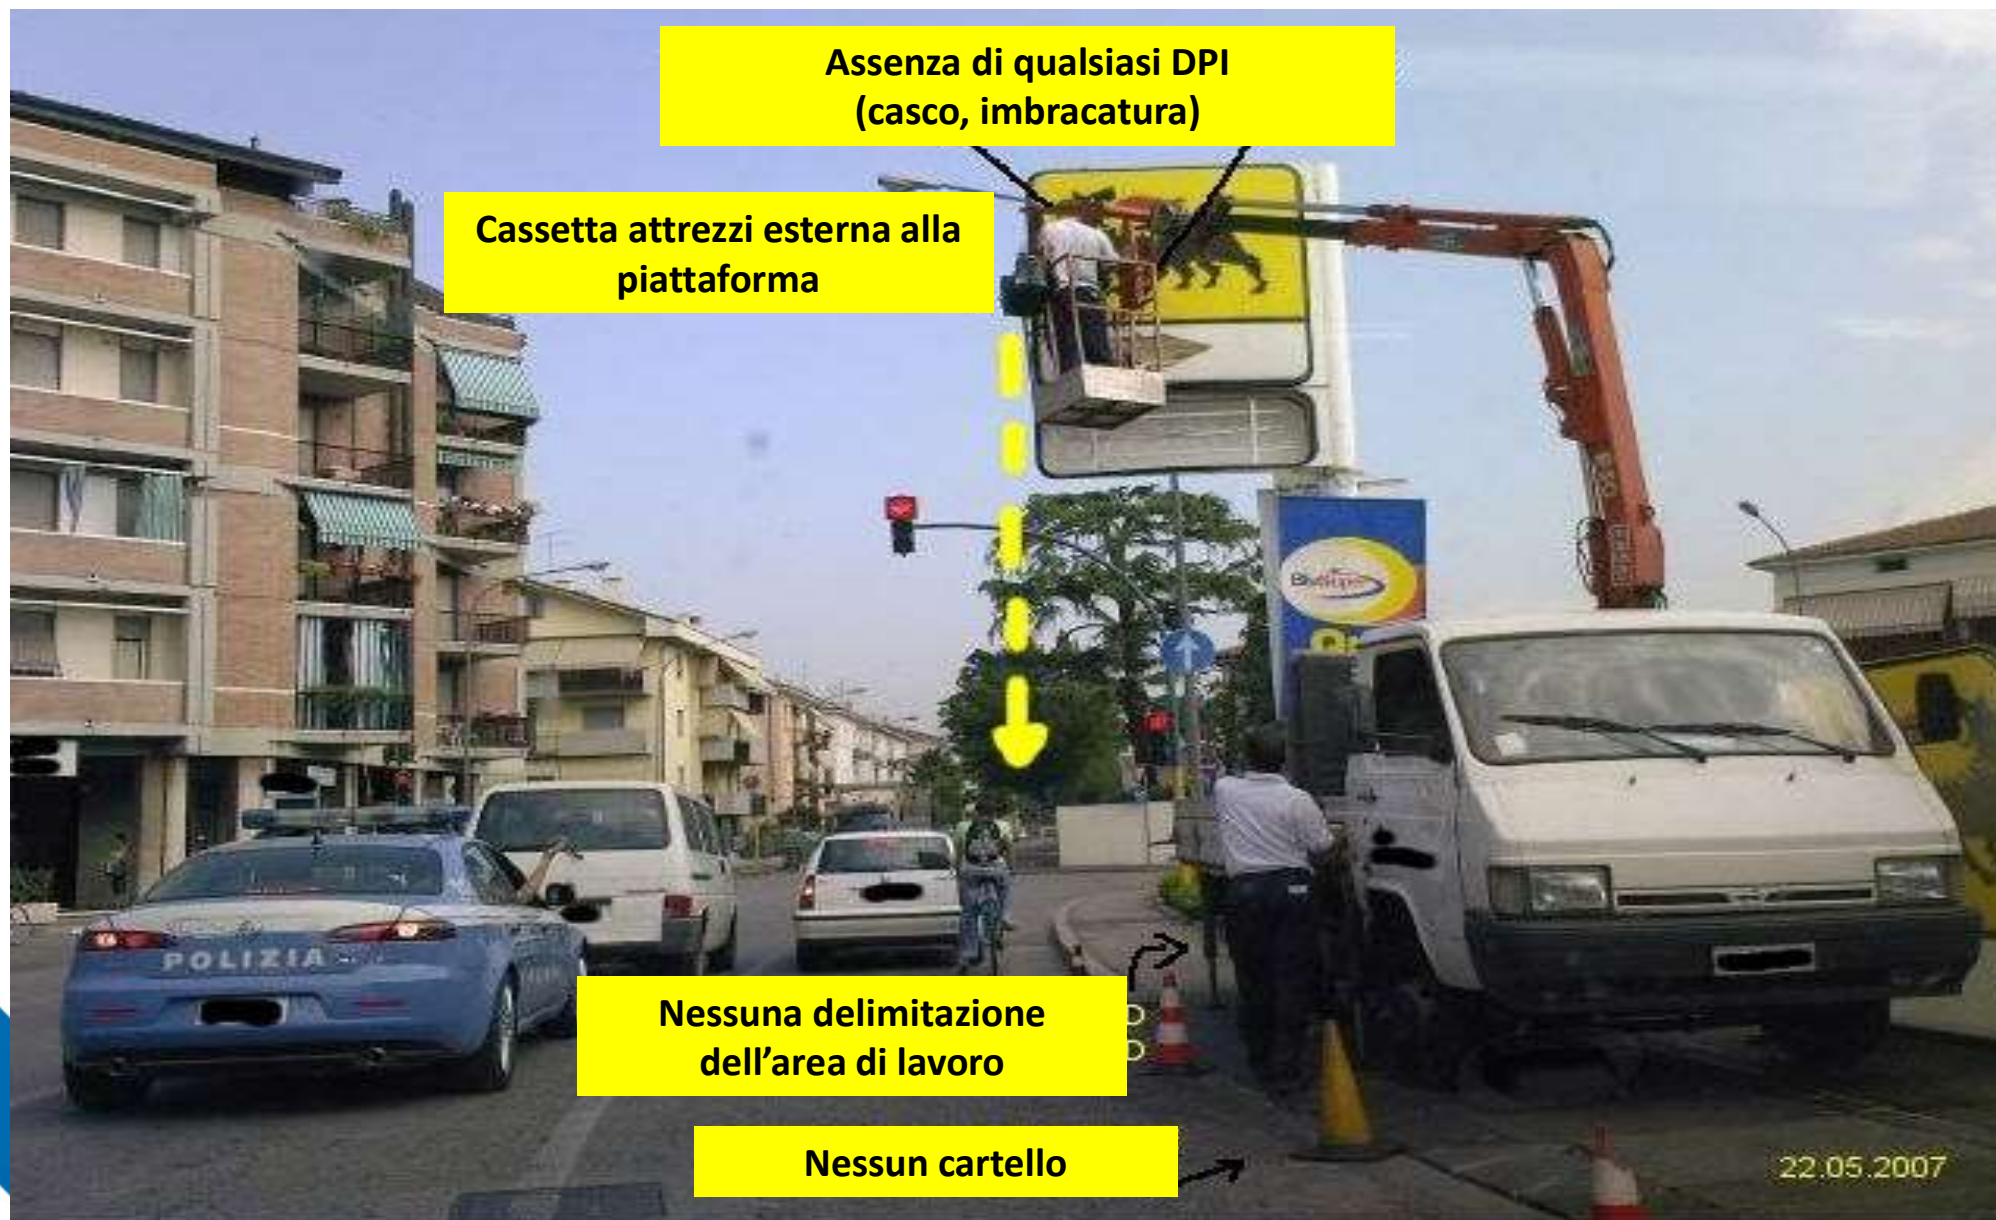 Assenza di qualsiasi DPI
(casco, imbracatura)
Cassetta attrezzi esterna alla
piattaforma
POLIZIA
Nessuna delimitazione
dell'area di lavoro
Nessun cartello
22.05.2007